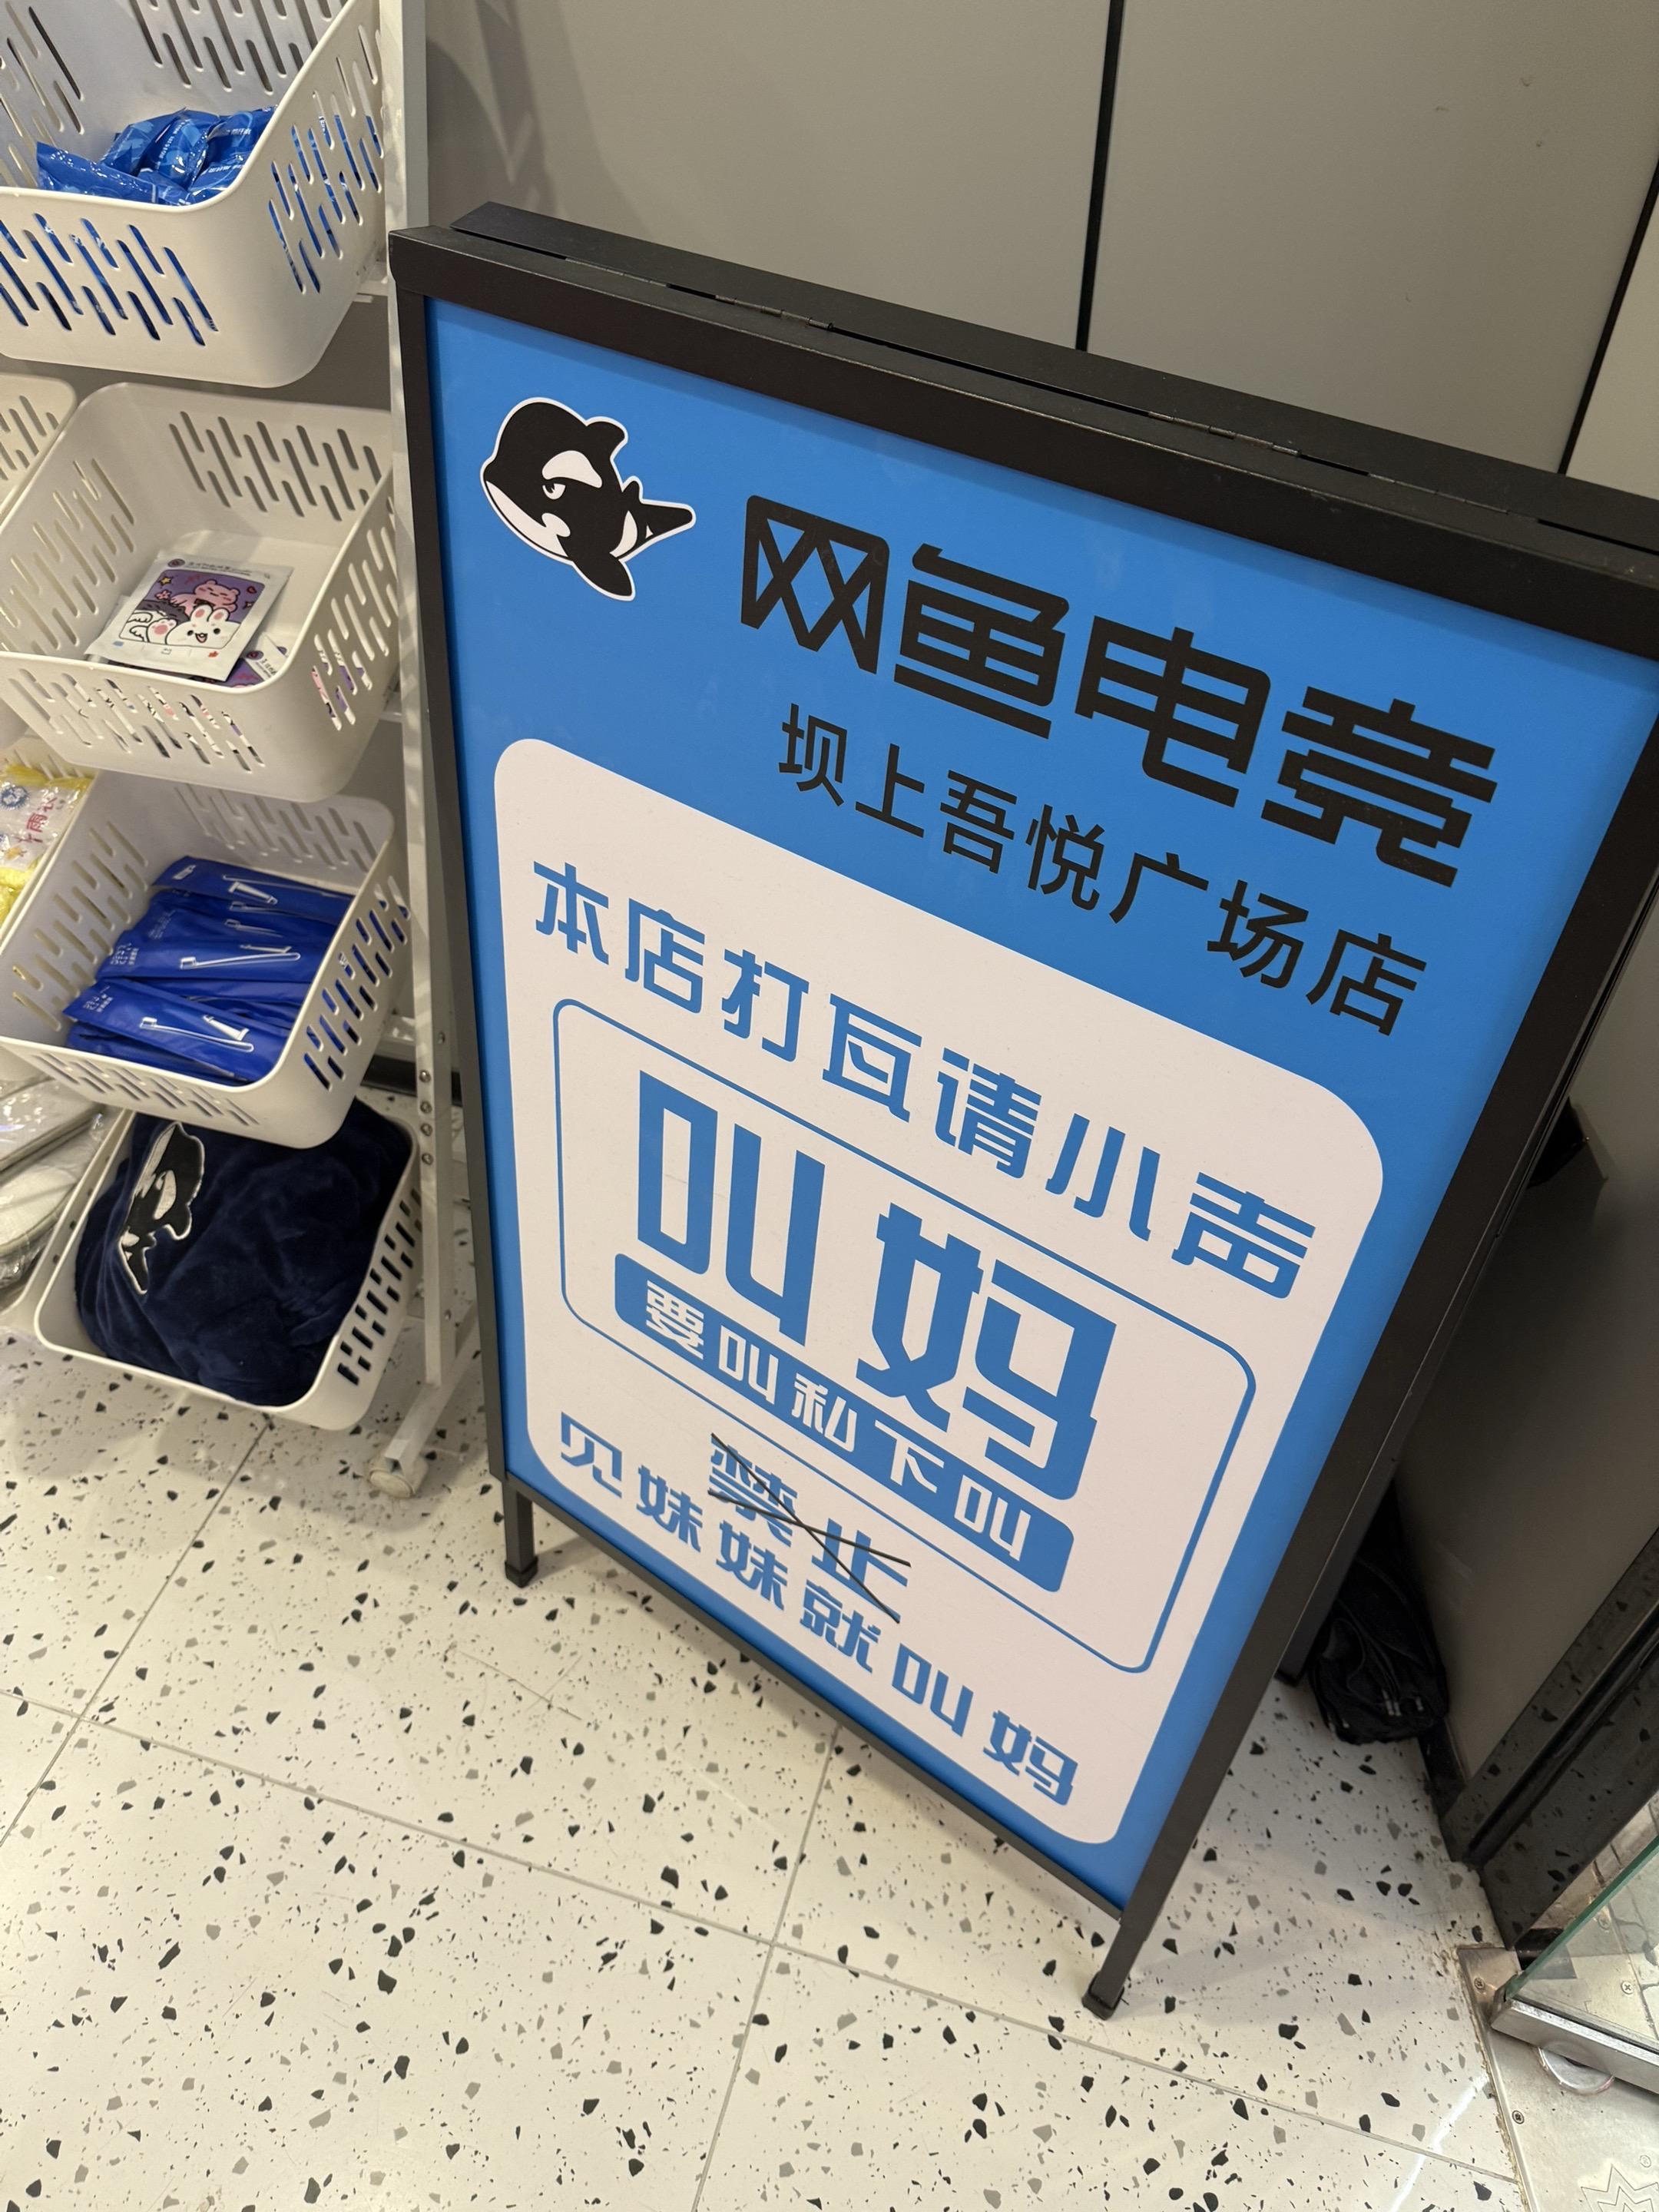 网鱼电竞
坝上吾悦广场店
本店打瓦请小声
叫妈
要叫私下叫
禁止
见妹妹就叫妈